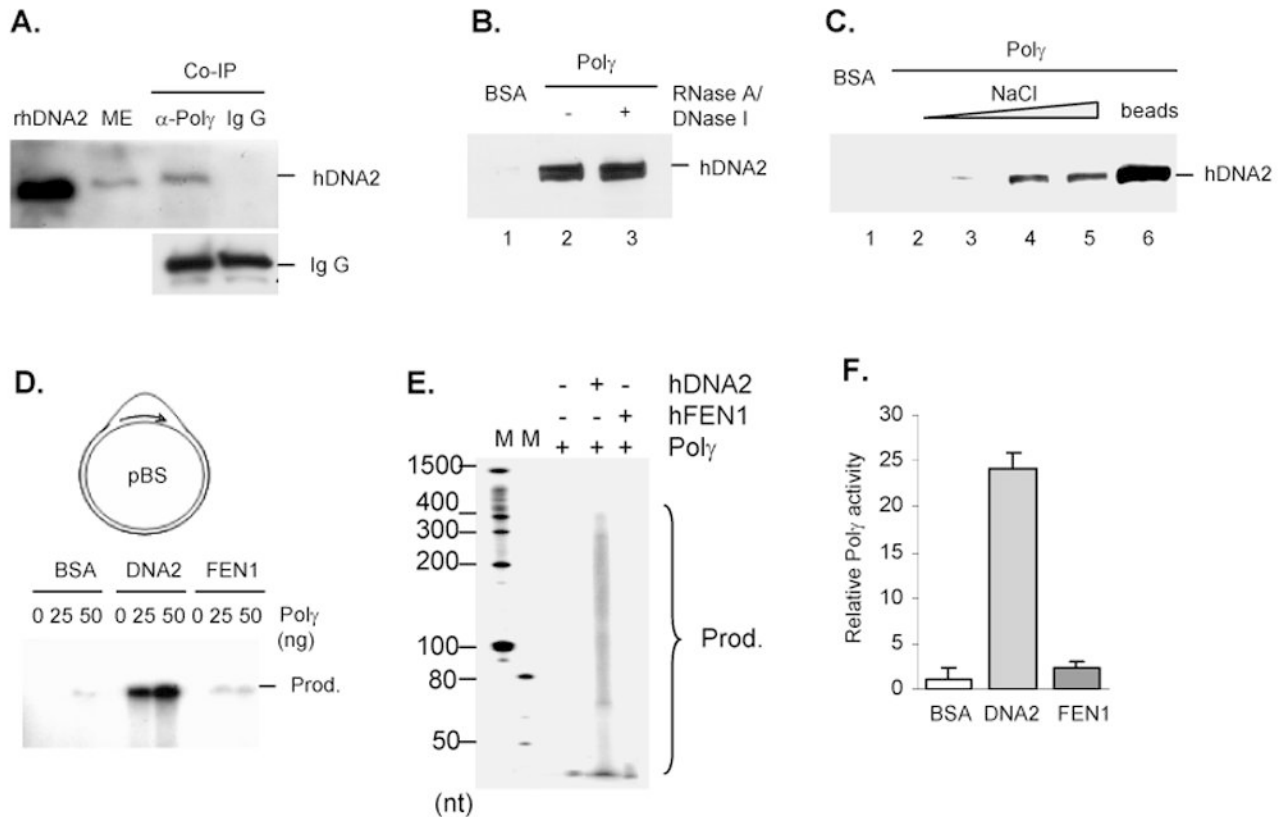 A.
Co-IP
rhDNA2 ME α-Polγ Ig G
hDNA2
Ig G
B.
Polγ
BSA
RNase A/
- + DNase I
hDNA2
1 2 3
C.
Polγ
BSA
NaCl
beads
hDNA2
1 2 3 4 5 6
D.
pBS
BSA DNA2 FEN1
0 25 50 0 25 50 0 25 50 Polγ
(ng)
Prod.
E.
- + - hDNA2
- - + hFEN1
M M + + + Polγ
1500
400
300
200
100
80
50
(nt)
Prod.
F.
Relative Polγ activity
30
25
20
15
10
5
0
BSA DNA2 FEN1